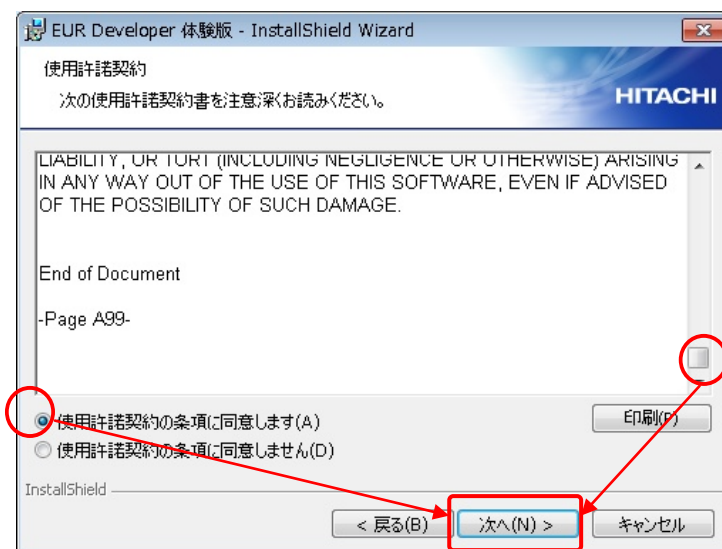 EUR Developer 体験版 - InstallShield Wizard
使用許諾契約
次の使用許諾契約書を注意深くお読みください。
HITACHI
LIABILITY, OR TORT (INCLUDING NEGLIGENCE OR OTHERWISE) ARISING
IN ANY WAY OUT OF THE USE OF THIS SOFTWARE, EVEN IF ADVISED
OF THE POSSIBILITY OF SUCH DAMAGE.
End of Document
-Page A99-
使用許諾契約の条項に同意します(A)
印刷(P)
使用許諾契約の条項に同意しません(D)
InstallShield
< 戻る(B)
次へ(N) >
キャンセル